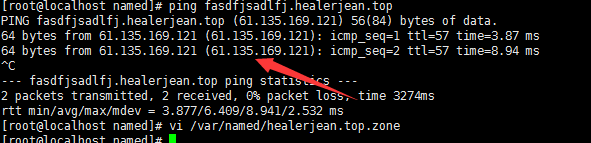 [root@localhost named]# ping fasdfjsadlfj.healerjean.top
PING fasdfjsadlfj.healerjean.top (61.135.169.121) 56(84) bytes of data.
64 bytes from 61.135.169.121 (61.135.169.121): icmp_seq=1 ttl=57 time=3.87 ms
64 bytes from 61.135.169.121 (61.135.169.121): icmp_seq=2 ttl=57 time=8.94 ms
^C
--- fasdfjsadlfj.healerjean.top ping statistics ---
2 packets transmitted, 2 received, 0% packet loss, time 3274ms
rtt min/avg/max/mdev = 3.877/6.409/8.941/2.532 ms
[root@localhost named]# vi /var/named/healerjean.top.zone
[root@localhost named]#